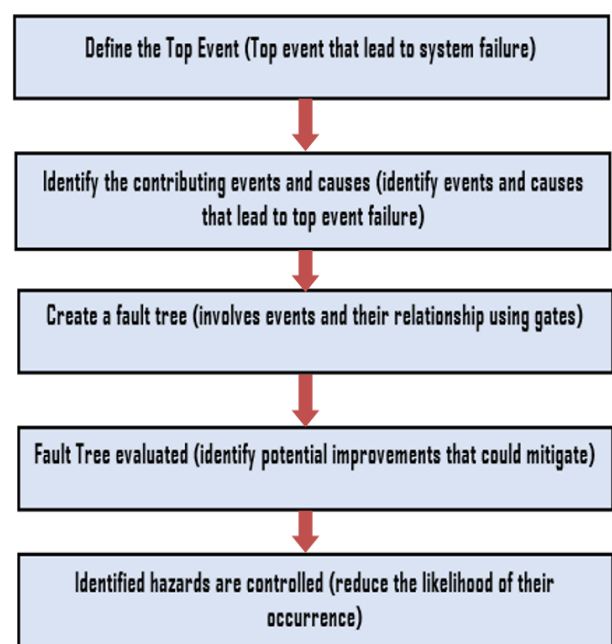 Define the Top Event (Top event that lead to system failure)
Identify the contributing events and causes (identify events and causes
that lead to top event failure)
Create a fault tree (involves events and their relationship using gates)
Fault Tree evaluated (identify potential improvements that could mitigate)
Identified hazards are controlled (reduce the likelihood of their
occurrence)